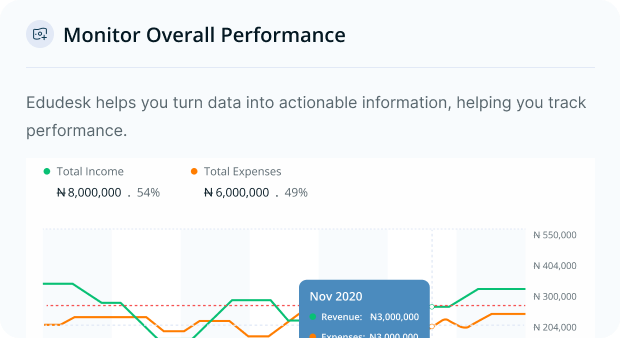 Monitor Overall Performance
Edudesk helps you turn data into actionable information, helping you track
performance.
Total Income
Total Expenses
₦8,000,000 . 54%
₦6,000,000 . 49%
₦ 550,000
₦ 404,000
₦ 300,000
₦ 204,000
Nov 2020
Revenue: ₦3,000,000
Expenses: ₦3,000,000